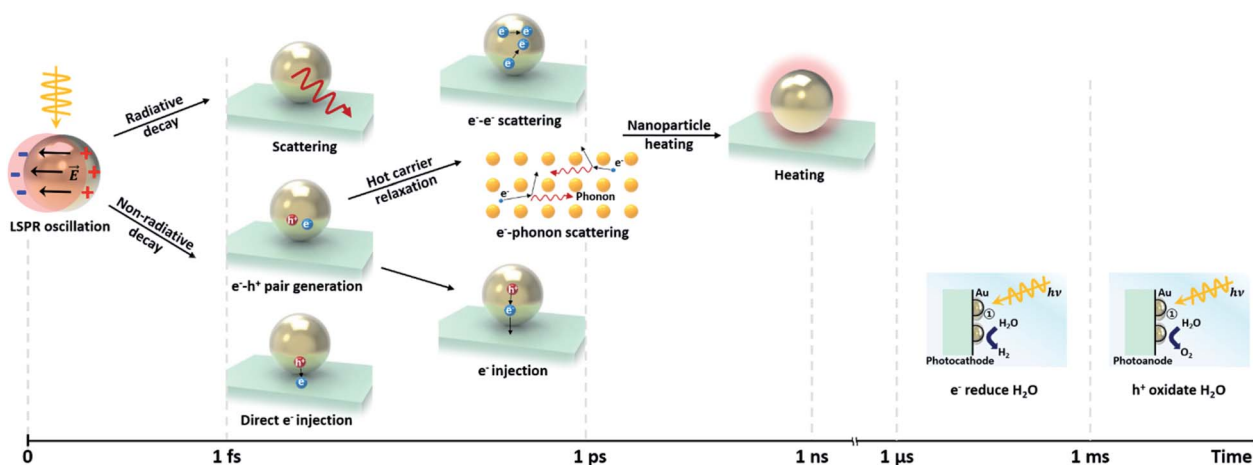 Radiative
decay
Non-radiative
decay
- - -
+ + +
E
LSPR oscillation
Scattering
h+ e-
e--h+ pair generation
h+
e-
Direct e- injection
Hot carrier
relaxation
e- e-
e-
e-
e--e- scattering
e-
e-
Phonon
e--phonon scattering
h+
e-
e- injection
Nanoparticle
heating
Heating
Au
hν
①
H2O
H2
Photocathode
e- reduce H2O
Au
hν
①
H2O
O2
Photoanode
h+ oxidate H2O
0 1 fs 1 ps 1 ns 1 μs 1 ms Time